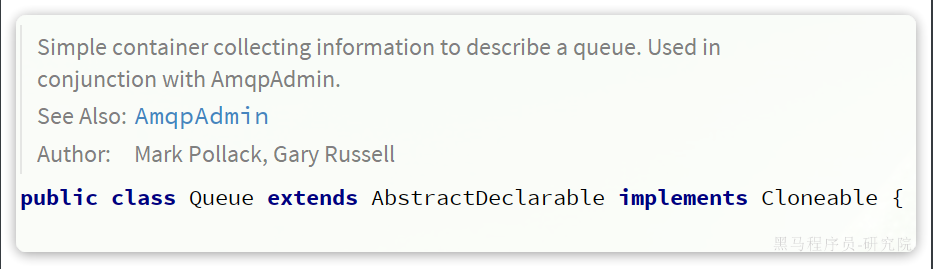 Simple container collecting information to describe a queue. Used in
conjunction with AmqpAdmin.
See Also: AmqpAdmin
Author: Mark Pollack, Gary Russell
public class Queue extends AbstractDeclarable implements Cloneable {
黑马程序员-研究院